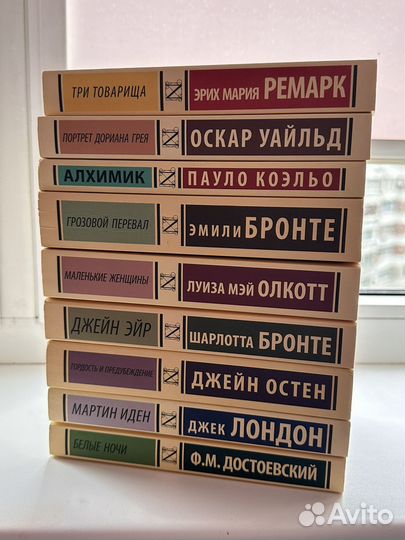 ТРИ ТОВАРИЩА ЭРИХ МАРИЯ РЕМАРК
ПОРТРЕТ ДОРИАНА ГРЕЯ ОСКАР УАЙЛЬД
АЛХИМИК ПАУЛО КОЭЛЬО
ГРОЗОВОЙ ПЕРЕВАЛ ЭМИЛИ БРОНТЕ
МАЛЕНЬКИЕ ЖЕНЩИНЫ ЛУИЗА МЭЙ ОЛКОТТ
ДЖЕЙН ЭЙР ШАРЛОТТА БРОНТЕ
ГОРДОСТЬ И ПРЕДУБЕЖДЕНИЕ ДЖЕЙН ОСТЕН
МАРТИН ИДЕН ДЖЕК ЛОНДОН
БЕЛЫЕ НОЧИ Ф.М. ДОСТОЕВСКИЙ
Avito